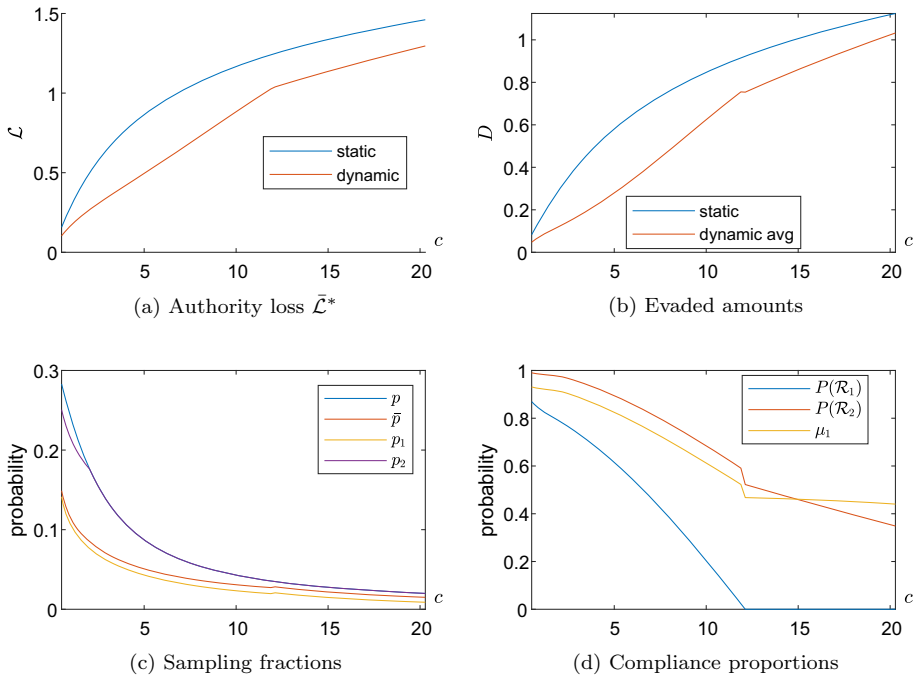 1.5
1
0.5
0
ℒ
static
dynamic
5 10 15 20
c
(a) Authority loss ℒ̄*
1
0.8
0.6
0.4
0.2
0
D
static
dynamic avg
5 10 15 20
c
(b) Evaded amounts
0.3
0.2
0.1
0
probability
p
p̄
p₁
p₂
5 10 15 20
c
(c) Sampling fractions
1
0.8
0.6
0.4
0.2
0
probability
P(ℛ₁)
P(ℛ₂)
μ₁
5 10 15 20
c
(d) Compliance proportions